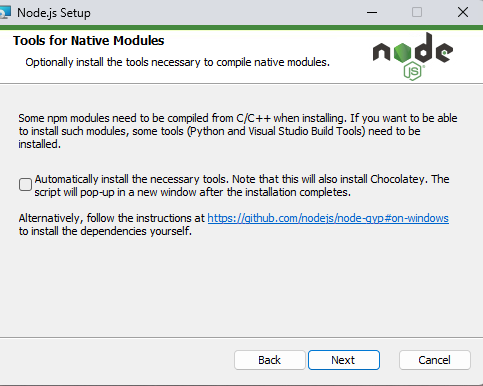 Node.js Setup
Tools for Native Modules
Optionally install the tools necessary to compile native modules.
node
JS
Some npm modules need to be compiled from C/C++ when installing. If you want to be able
to install such modules, some tools (Python and Visual Studio Build Tools) need to be
installed.
Automatically install the necessary tools. Note that this will also install Chocolatey. The
script will pop-up in a new window after the installation completes.
Alternatively, follow the instructions at https://github.com/nodejs/node-gyp#on-windows
to install the dependencies yourself.
Back
Next
Cancel